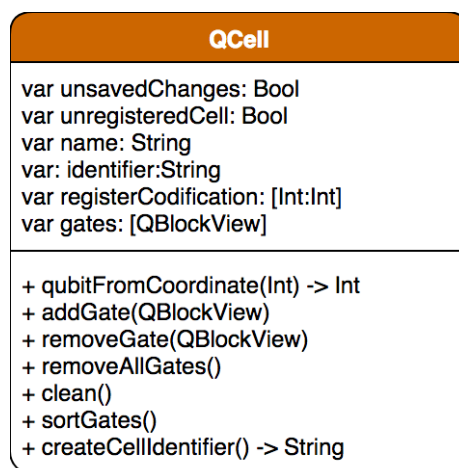 QCell
var unsavedChanges: Bool
var unregisteredCell: Bool
var name: String
var: identifier:String
var registerCodification: [Int:Int]
var gates: [QBlockView]
+ qubitFromCoordinate(Int) -> Int
+ addGate(QBlockView)
+ removeGate(QBlockView)
+ removeAllGates()
+ clean()
+ sortGates()
+ createCellIdentifier() -> String